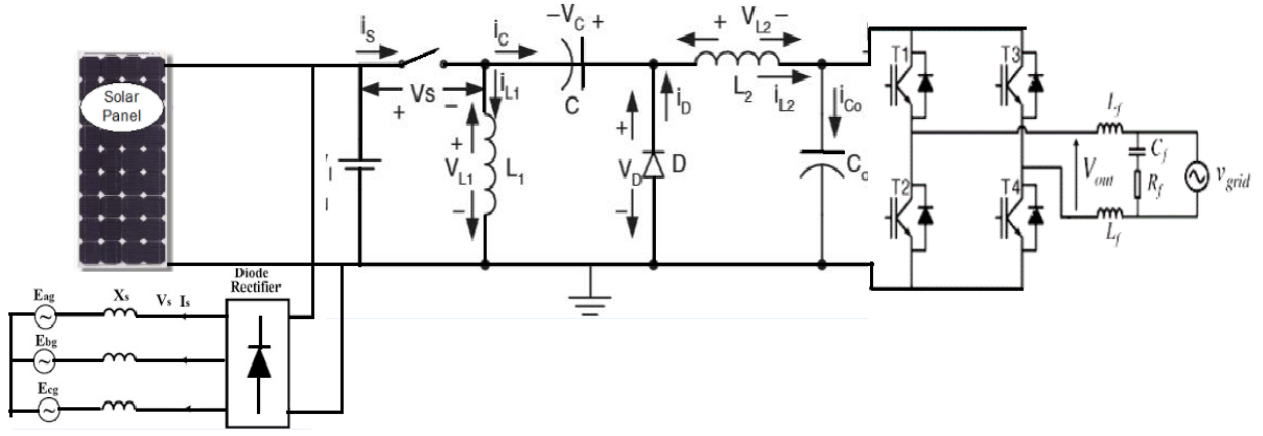 Solar
Panel
iS
+ Vs −
iC
−VC +
C
iL1
+
VL1
−
L1
+
VD
−
D
iD
+ VL2 −
L2
iL2
iCo
Co
T1
T3
T2
T4
Lf
Cf
Rf
Lf
Vout
vgrid
Diode
Rectifier
Eag
Xs
Vs Is
Ebg
Ecg